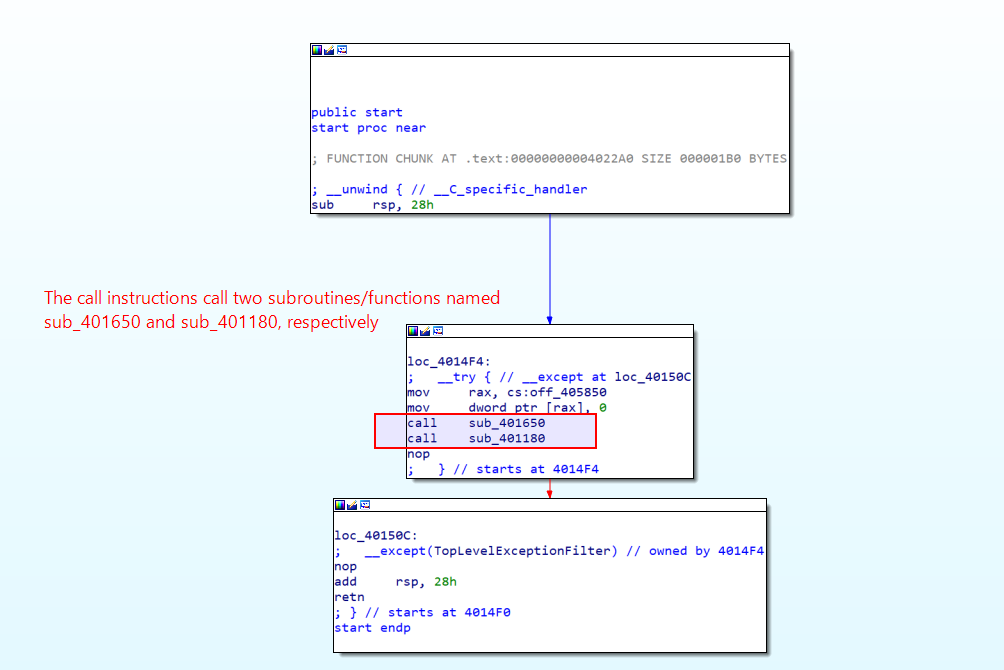 public start
start proc near
; FUNCTION CHUNK AT .text:00000000004022A0 SIZE 000001B0 BYTES
; __unwind { // __C_specific_handler
sub     rsp, 28h
The call instructions call two subroutines/functions named
sub_401650 and sub_401180, respectively
loc_4014F4:
;   __try { // __except at loc_40150C
mov     rax, cs:off_405850
mov     dword ptr [rax], 0
call    sub_401650
call    sub_401180
nop
;   } // starts at 4014F4
loc_40150C:
;   __except(TopLevelExceptionFilter) // owned by 4014F4
nop
add     rsp, 28h
retn
; } // starts at 4014F0
start endp